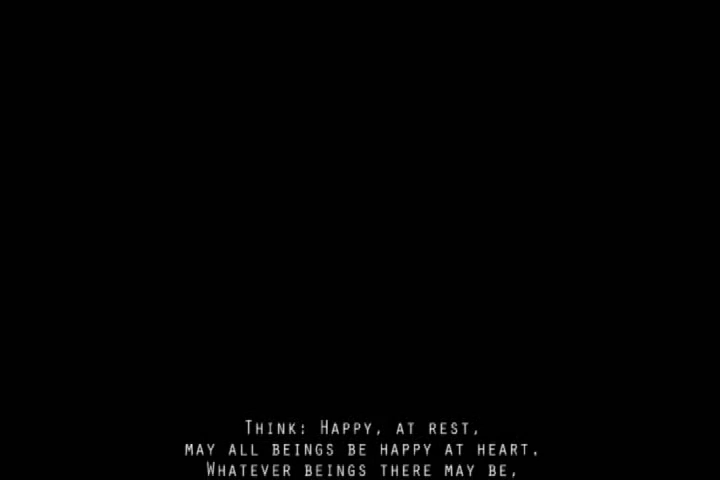 Think: Happy, at rest,
may all beings be happy at heart.
Whatever beings there may be,